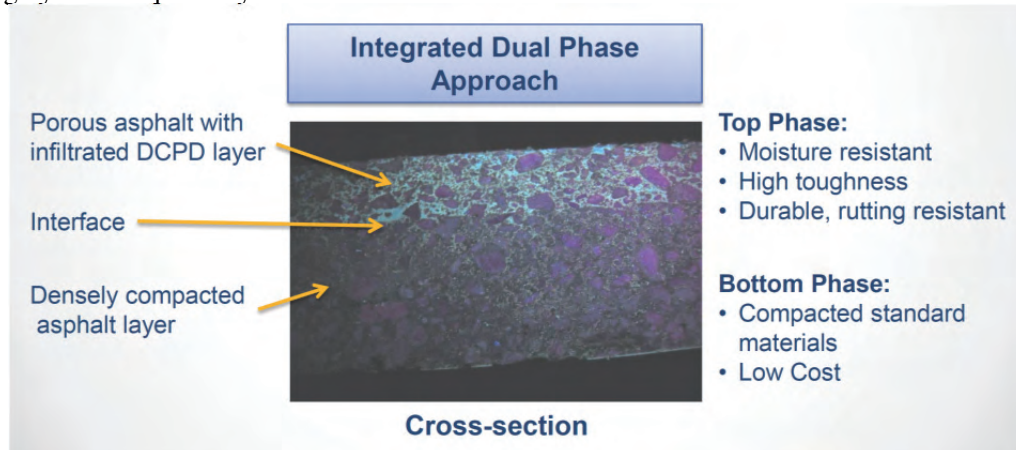 Integrated Dual Phase
Approach
Porous asphalt with
infiltrated DCPD layer
Interface
Densely compacted
asphalt layer
Top Phase:
• Moisture resistant
• High toughness
• Durable, rutting resistant
Bottom Phase:
• Compacted standard
materials
• Low Cost
Cross-section